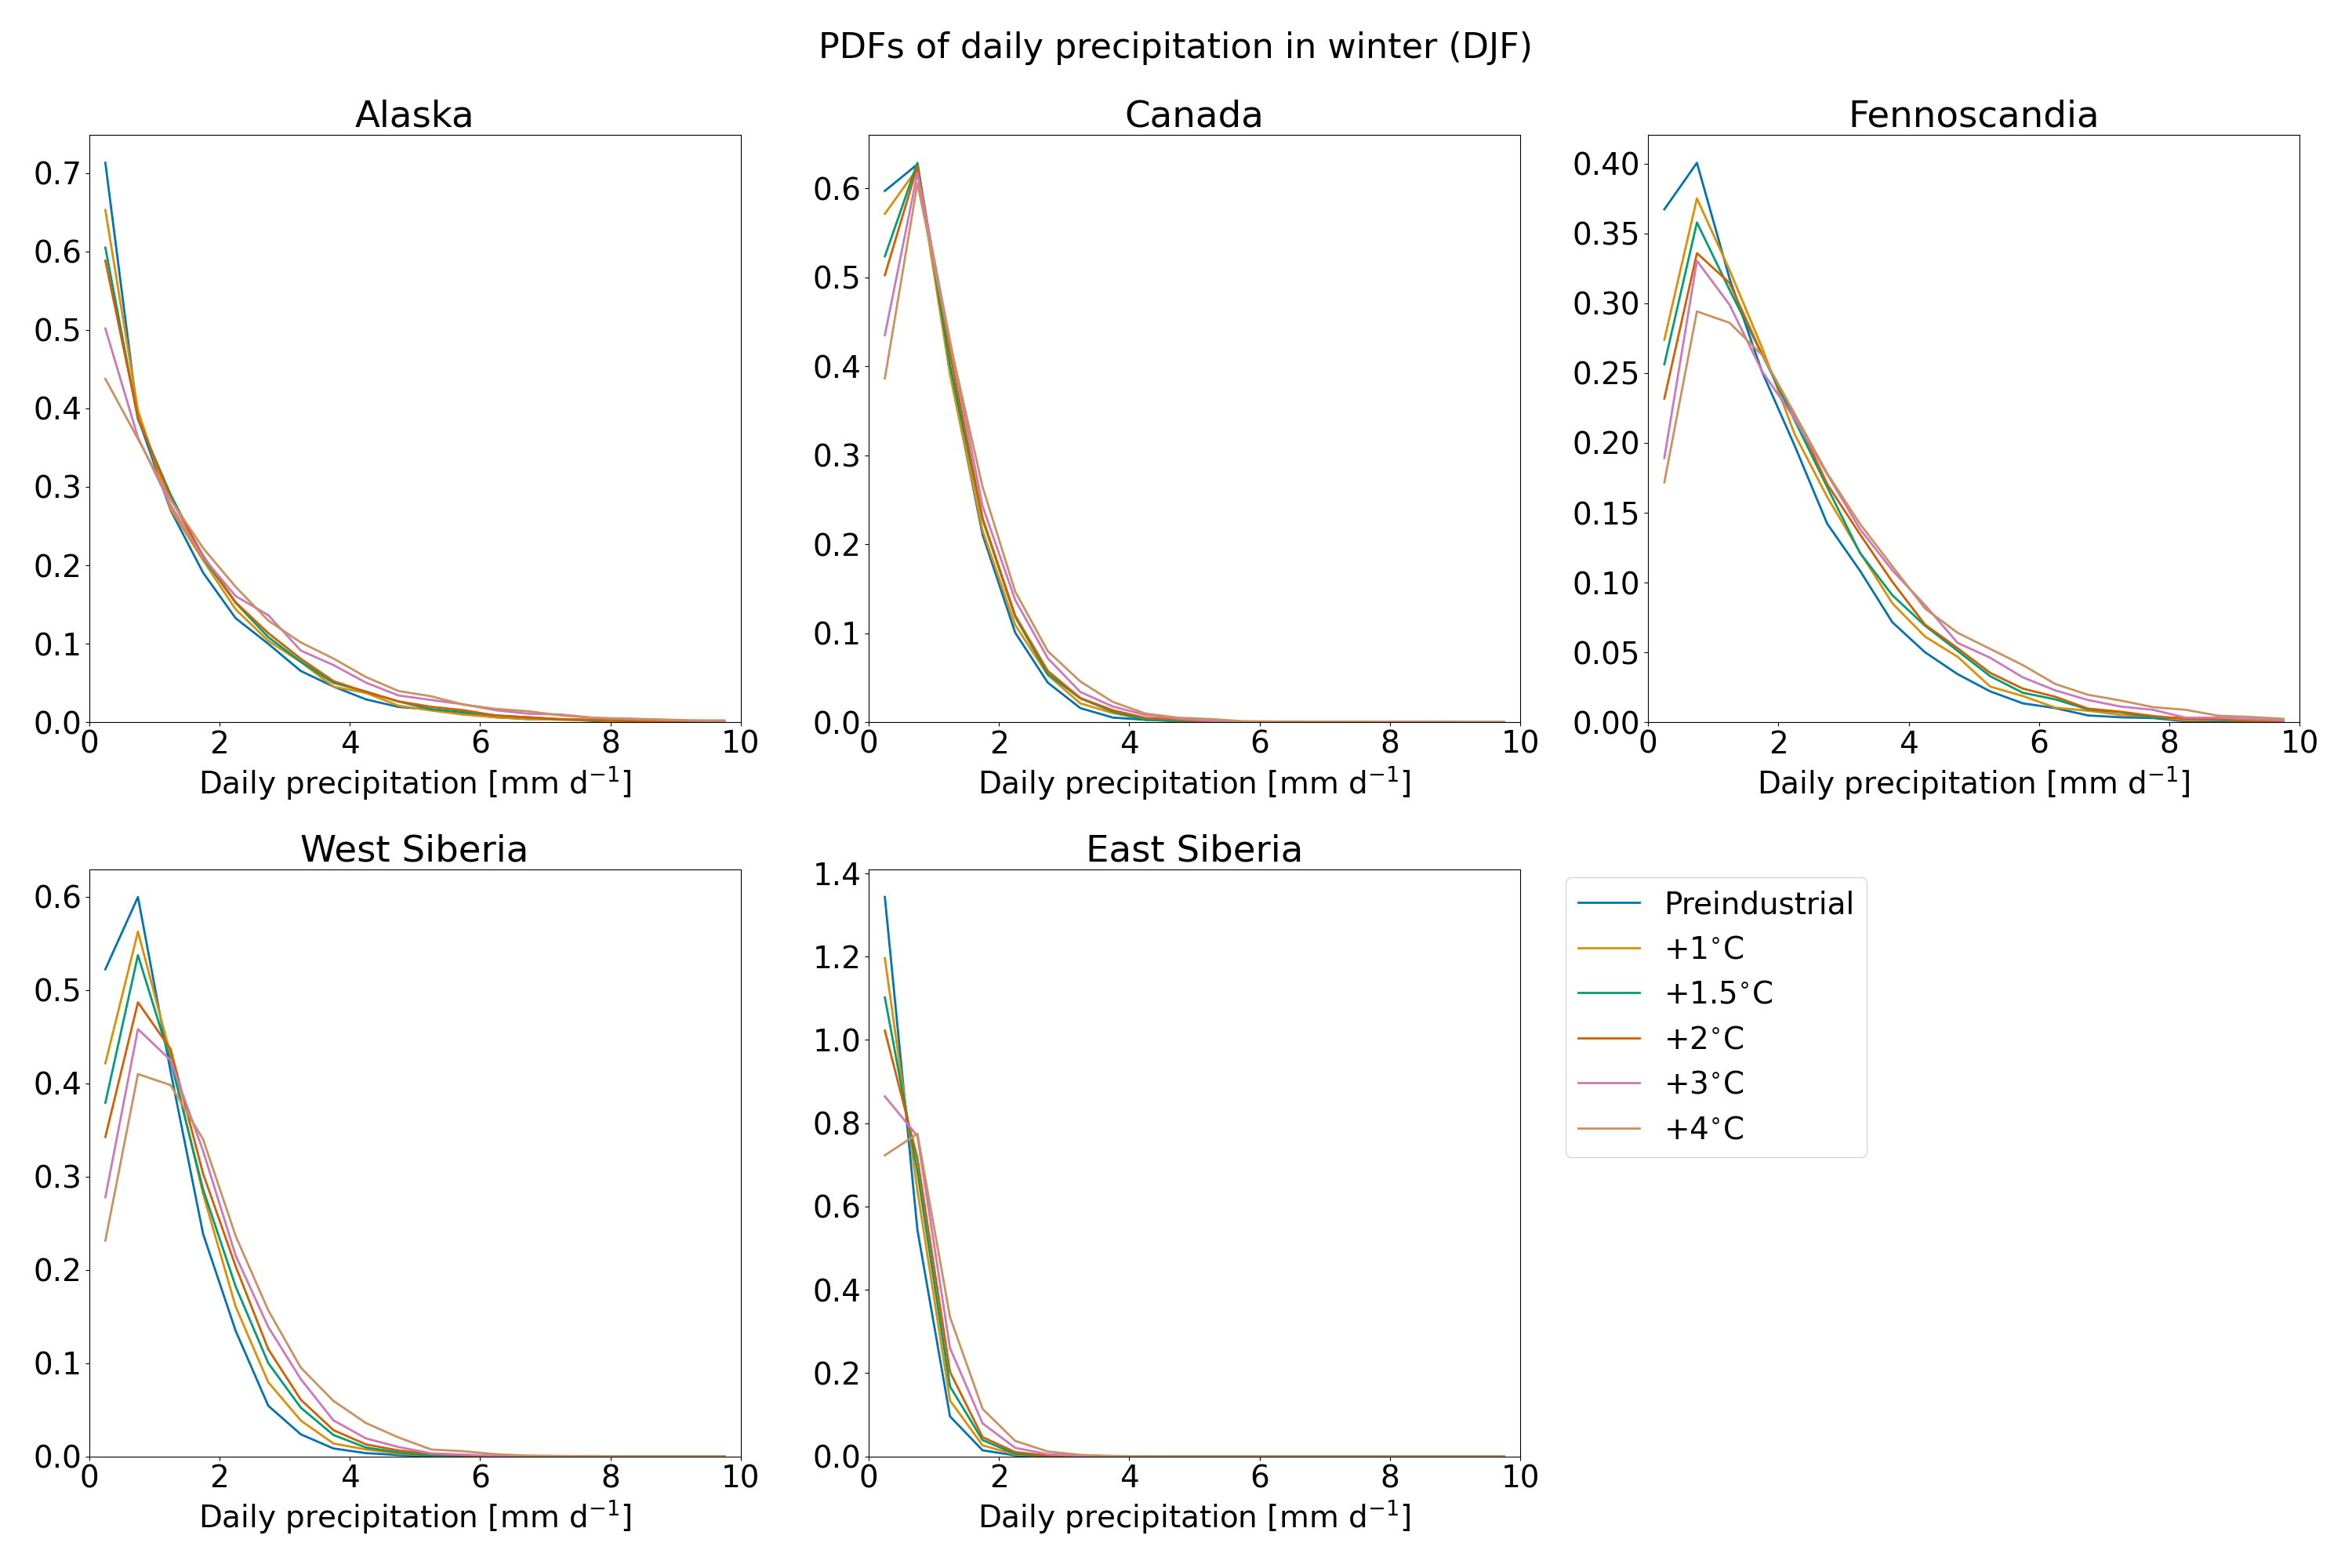 PDFs of daily precipitation in winter (DJF)
Alaska
0.7
0.6
0.5
0.4
0.3
0.2
0.1
0.0
0 2 4 6 8 10
Daily precipitation [mm d⁻¹]
Canada
0.6
0.5
0.4
0.3
0.2
0.1
0.0
0 2 4 6 8 10
Daily precipitation [mm d⁻¹]
Fennoscandia
0.40
0.35
0.30
0.25
0.20
0.15
0.10
0.05
0.00
0 2 4 6 8 10
Daily precipitation [mm d⁻¹]
West Siberia
0.6
0.5
0.4
0.3
0.2
0.1
0.0
0 2 4 6 8 10
Daily precipitation [mm d⁻¹]
East Siberia
1.4
1.2
1.0
0.8
0.6
0.4
0.2
0.0
0 2 4 6 8 10
Daily precipitation [mm d⁻¹]
Preindustrial
+1°C
+1.5°C
+2°C
+3°C
+4°C